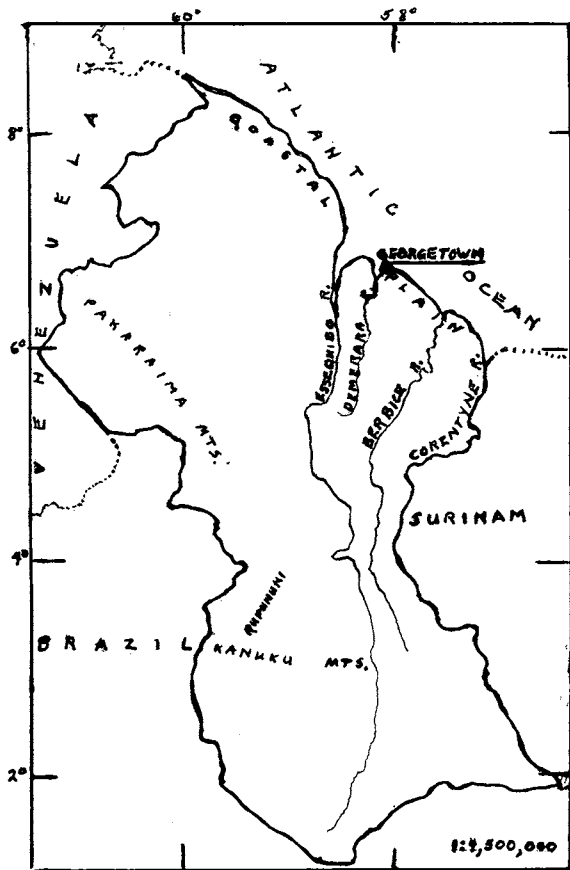 60° 58°
ATLANTIC
OCEAN
COASTAL
PLAIN
8°
VENEZUELA
GEORGETOWN
6°
PAKARAIMA MTS.
ESSEQUIBO R.
DEMERARA R.
BERBICE R.
CORENTYNE R.
SURINAM
4°
RUPUNUNI
BRAZIL
KANUKU MTS.
2°
1:4,500,000